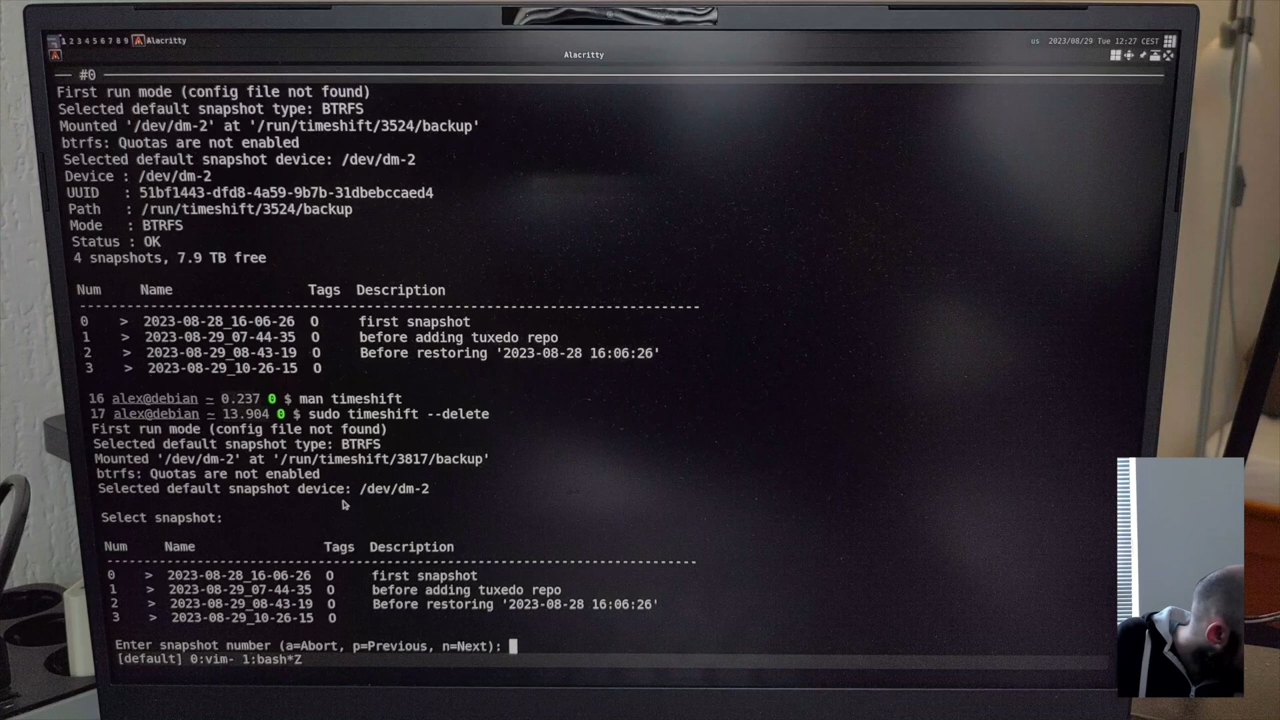 1 2 3 4 5 6 7 8 9 Alacritty
us 2023/08/29 Tue 12:27 CEST
Alacritty
#0
First run mode (config file not found)
Selected default snapshot type: BTRFS
Mounted '/dev/dm-2' at '/run/timeshift/3524/backup'
btrfs: Quotas are not enabled
Selected default snapshot device: /dev/dm-2
Device : /dev/dm-2
UUID : 51bf1443-dfd8-4a59-9b7b-31dbebccaed4
Path : /run/timeshift/3524/backup
Mode : BTRFS
Status : OK
4 snapshots, 7.9 TB free
Num Name Tags Description
------------------------------------------------------------------------------
0 > 2023-08-28_16-06-26 O first snapshot
1 > 2023-08-29_07-44-35 O before adding tuxedo repo
2 > 2023-08-29_08-43-19 O Before restoring '2023-08-28 16:06:26'
3 > 2023-08-29_10-26-15 O
16 alex@debian ~ 0.237 0 $ man timeshift
17 alex@debian ~ 13.904 0 $ sudo timeshift --delete
First run mode (config file not found)
Selected default snapshot type: BTRFS
Mounted '/dev/dm-2' at '/run/timeshift/3817/backup'
btrfs: Quotas are not enabled
Selected default snapshot device: /dev/dm-2
Select snapshot:
Num Name Tags Description
------------------------------------------------------------------------------
0 > 2023-08-28_16-06-26 O first snapshot
1 > 2023-08-29_07-44-35 O before adding tuxedo repo
2 > 2023-08-29_08-43-19 O Before restoring '2023-08-28 16:06:26'
3 > 2023-08-29_10-26-15 O
Enter snapshot number (a=Abort, p=Previous, n=Next):
[default] 0:vim- 1:bash*Z